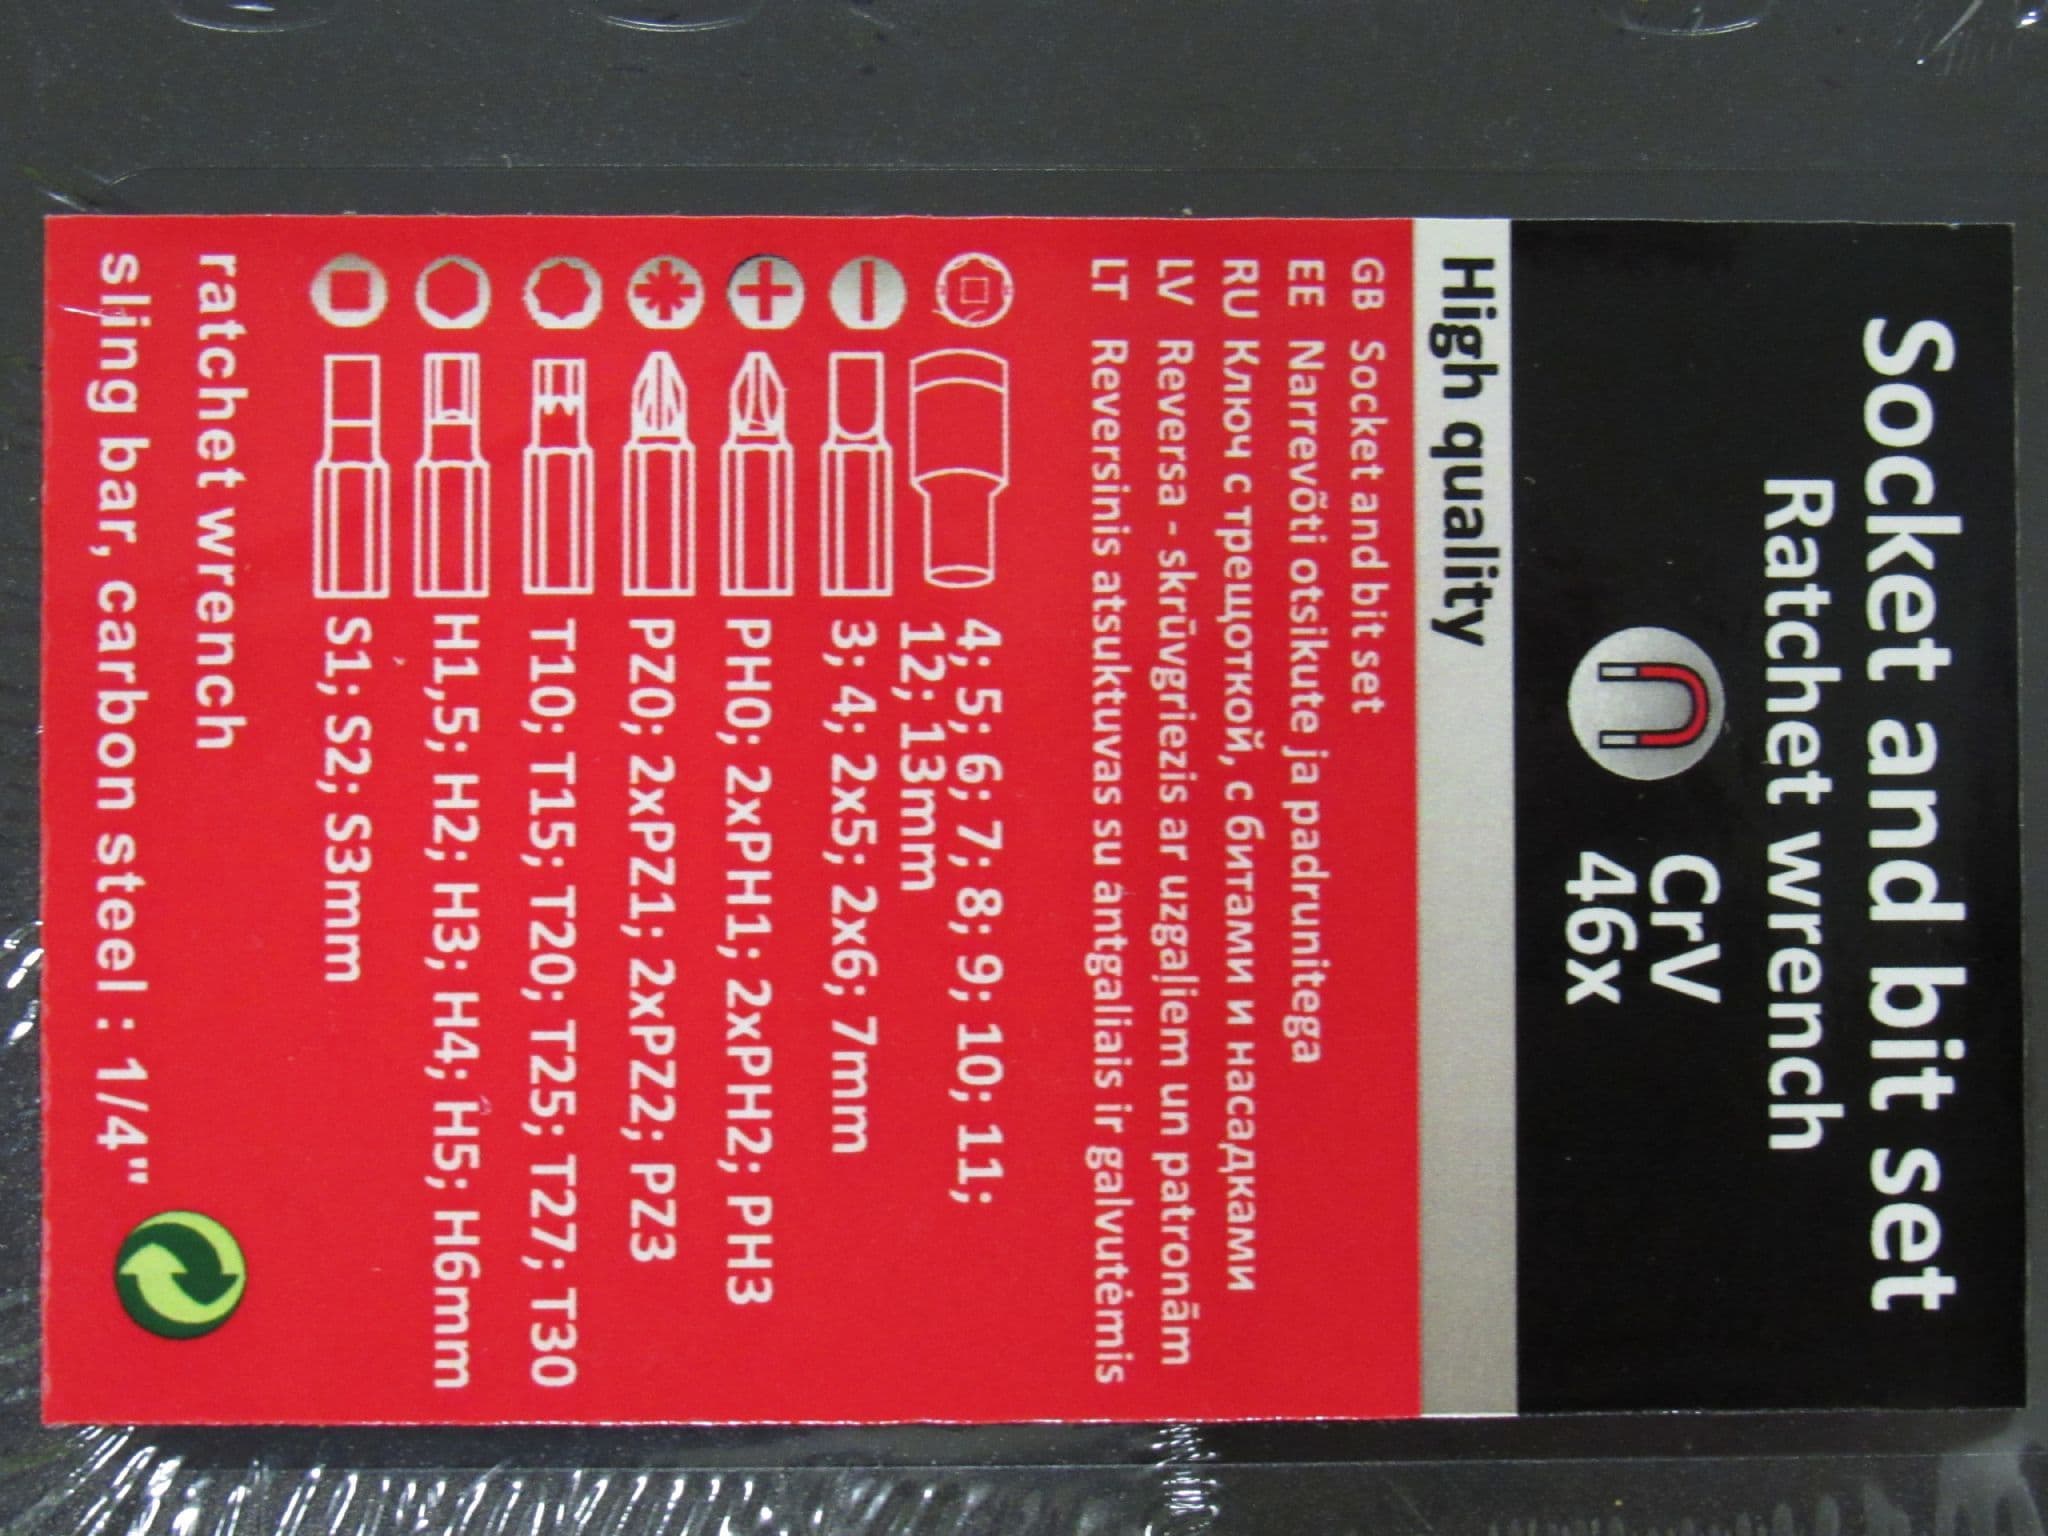 Socket and bit set
Ratchet wrench
CrV
46x
High quality
GB Socket and bit set
EE Narrevõti otsikute ja padrunitega
RU Ключ с трещоткой, с битами и насадками
LV Reversa - skrūvgriezis ar uzgaļiem un patronām
LT Reversinis atsuktuvas su antgaliais ir galvutėmis
4; 5; 6; 7; 8; 9; 10; 11;
12; 13mm
3; 4; 2x5; 2x6; 7mm
PH0; 2xPH1; 2xPH2; PH3
PZ0; 2xPZ1; 2xPZ2; PZ3
T10; T15; T20; T25; T27; T30
H1,5; H2; H3; H4; H5; H6mm
S1; S2; S3mm
ratchet wrench
sling bar, carbon steel : 1/4"